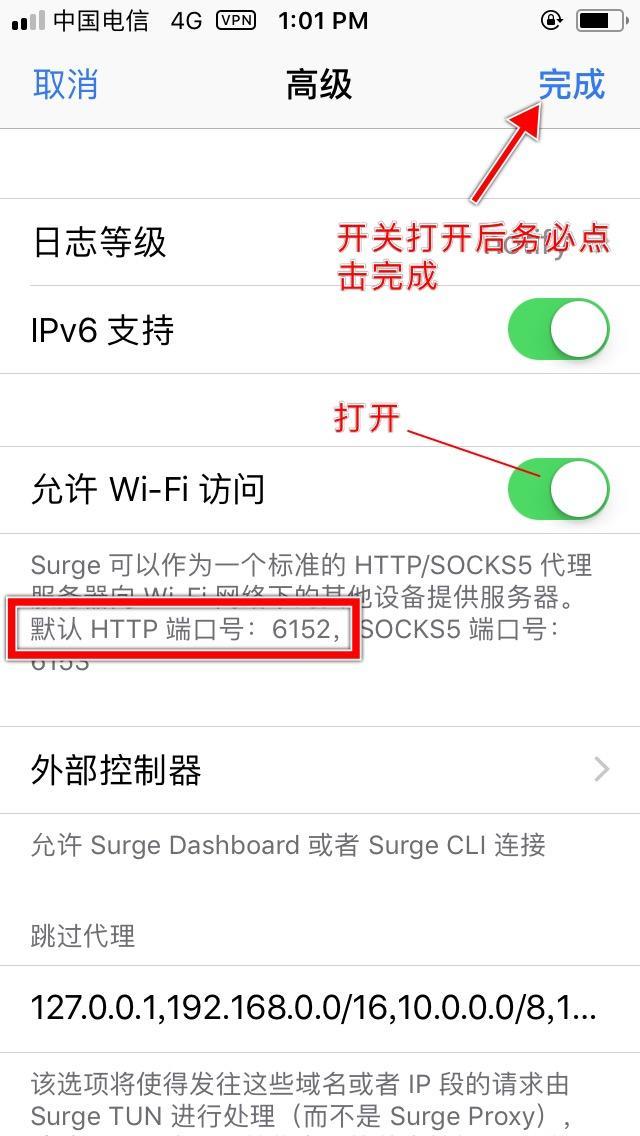 中国电信 4G VPN 1:01 PM
取消 高级 完成
日志等级
开关打开后务必点
击完成
IPv6 支持
打开
允许 Wi-Fi 访问
Surge 可以作为一个标准的 HTTP/SOCKS5 代理
服务器向 Wi-Fi 网络下的其他设备提供服务器。
默认 HTTP 端口号：6152，SOCKS5 端口号：
6153
外部控制器
允许 Surge Dashboard 或者 Surge CLI 连接
跳过代理
127.0.0.1,192.168.0.0/16,10.0.0.0/8,1...
该选项将使得发往这些域名或者 IP 段的请求由
Surge TUN 进行处理（而不是 Surge Proxy），